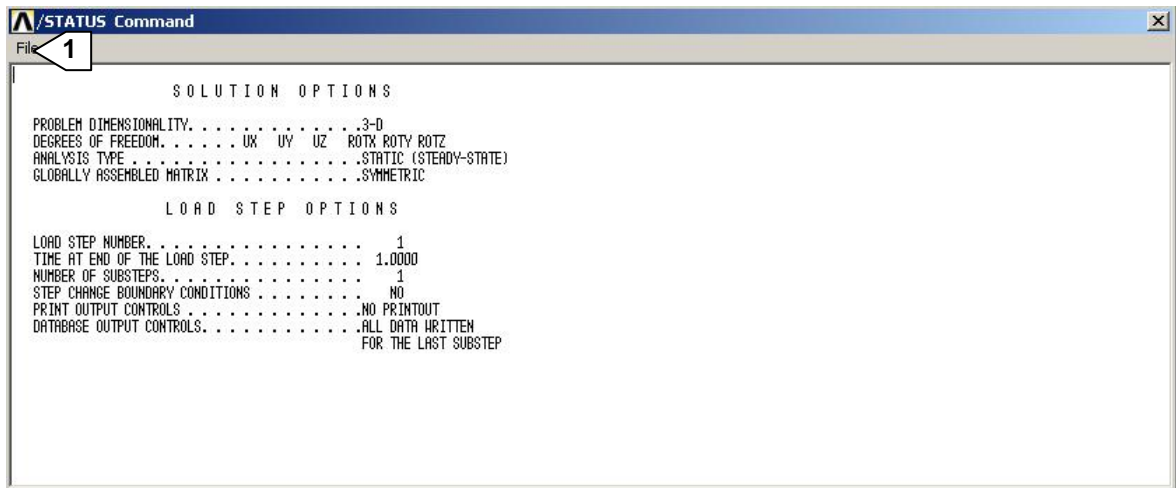 /STATUS Command
File
1
SOLUTION OPTIONS
PROBLEM DIMENSIONALITY. . . . . . . . . . . . .3-D
DEGREES OF FREEDOM. . . . . . UX UY UZ ROTX ROTY ROTZ
ANALYSIS TYPE . . . . . . . . . . . . . . . . .STATIC (STEADY-STATE)
GLOBALLY ASSEMBLED MATRIX . . . . . . . . . . .SYMMETRIC
LOAD STEP OPTIONS
LOAD STEP NUMBER. . . . . . . . . . . . . . . . 1
TIME AT END OF THE LOAD STEP. . . . . . . . . . 1.0000
NUMBER OF SUBSTEPS. . . . . . . . . . . . . . . 1
STEP CHANGE BOUNDARY CONDITIONS . . . . . . . . NO
PRINT OUTPUT CONTROLS . . . . . . . . . . . . .NO PRINTOUT
DATABASE OUTPUT CONTROLS. . . . . . . . . . . .ALL DATA WRITTEN
FOR THE LAST SUBSTEP